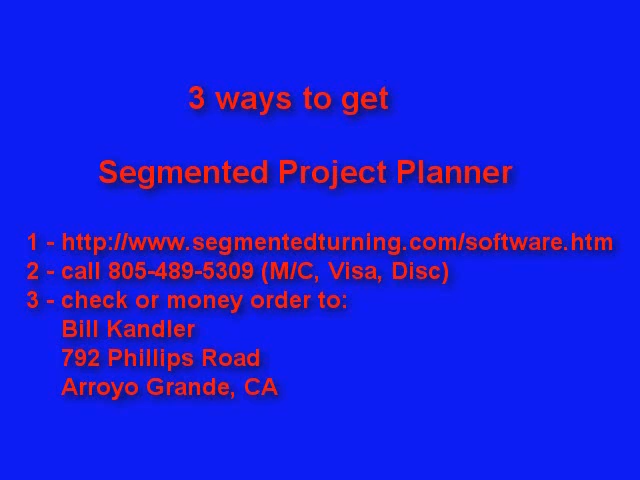 3 ways to get
Segmented Project Planner
1 - http://www.segmentedturning.com/software.htm
2 - call 805-489-5309 (M/C, Visa, Disc)
3 - check or money order to:
Bill Kandler
792 Phillips Road
Arroyo Grande, CA